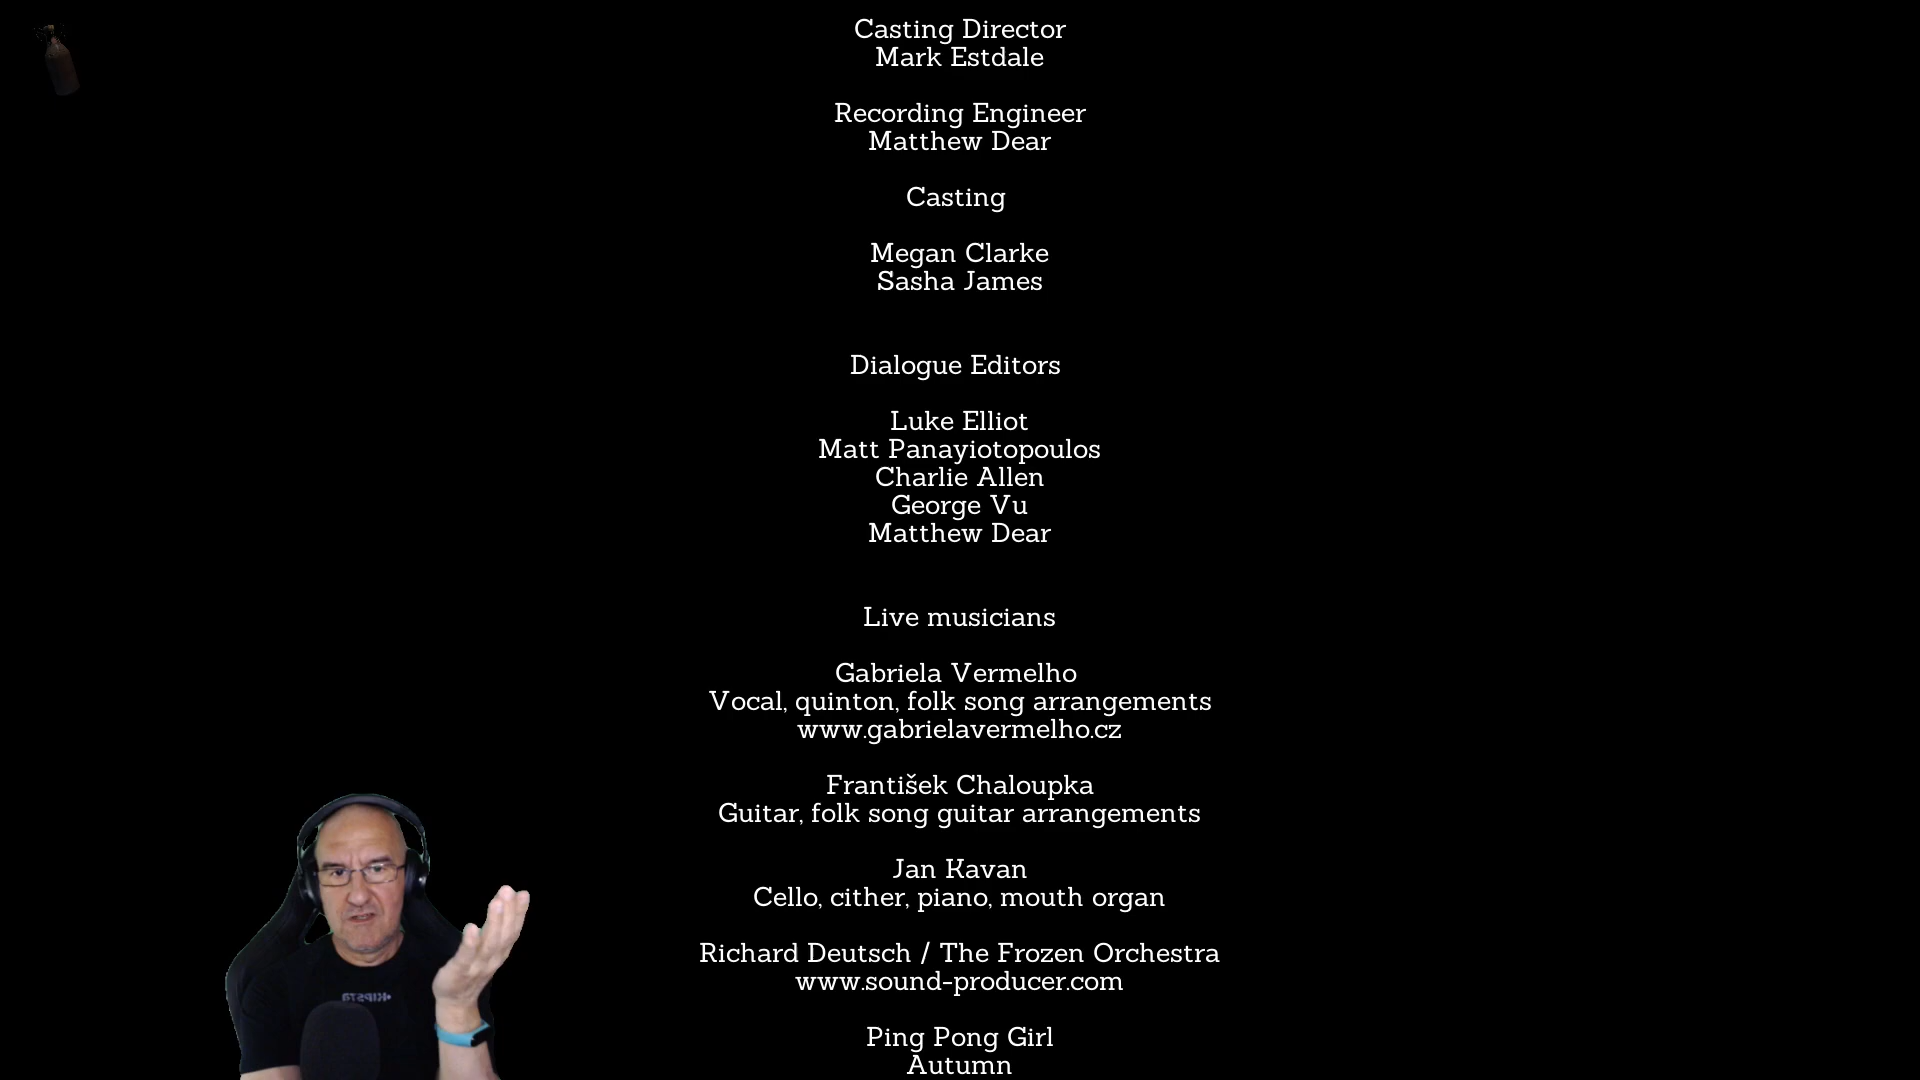 Casting Director
Mark Estdale
Recording Engineer
Matthew Dear
Casting
Megan Clarke
Sasha James
Dialogue Editors
Luke Elliot
Matt Panayiotopoulos
Charlie Allen
George Vu
Matthew Dear
Live musicians
Gabriela Vermelho
Vocal, quinton, folk song arrangements
www.gabrielavermelho.cz
František Chaloupka
Guitar, folk song guitar arrangements
Jan Kavan
Cello, cither, piano, mouth organ
Richard Deutsch / The Frozen Orchestra
www.sound-producer.com
Ping Pong Girl
Autumn
KIPSTA